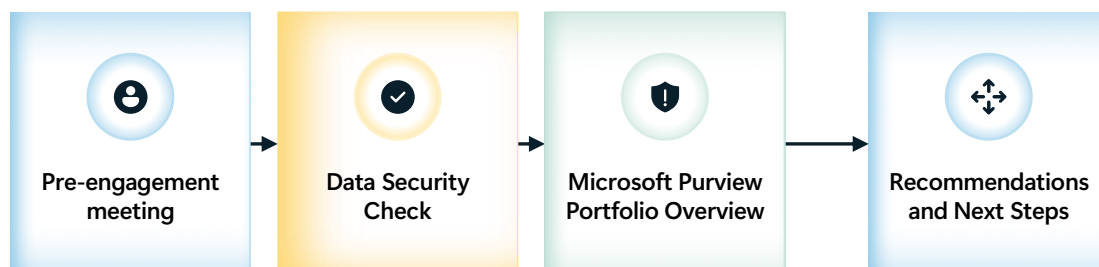 Pre-engagement
meeting
Data Security
Check
Microsoft Purview
Portfolio Overview
Recommendations
and Next Steps